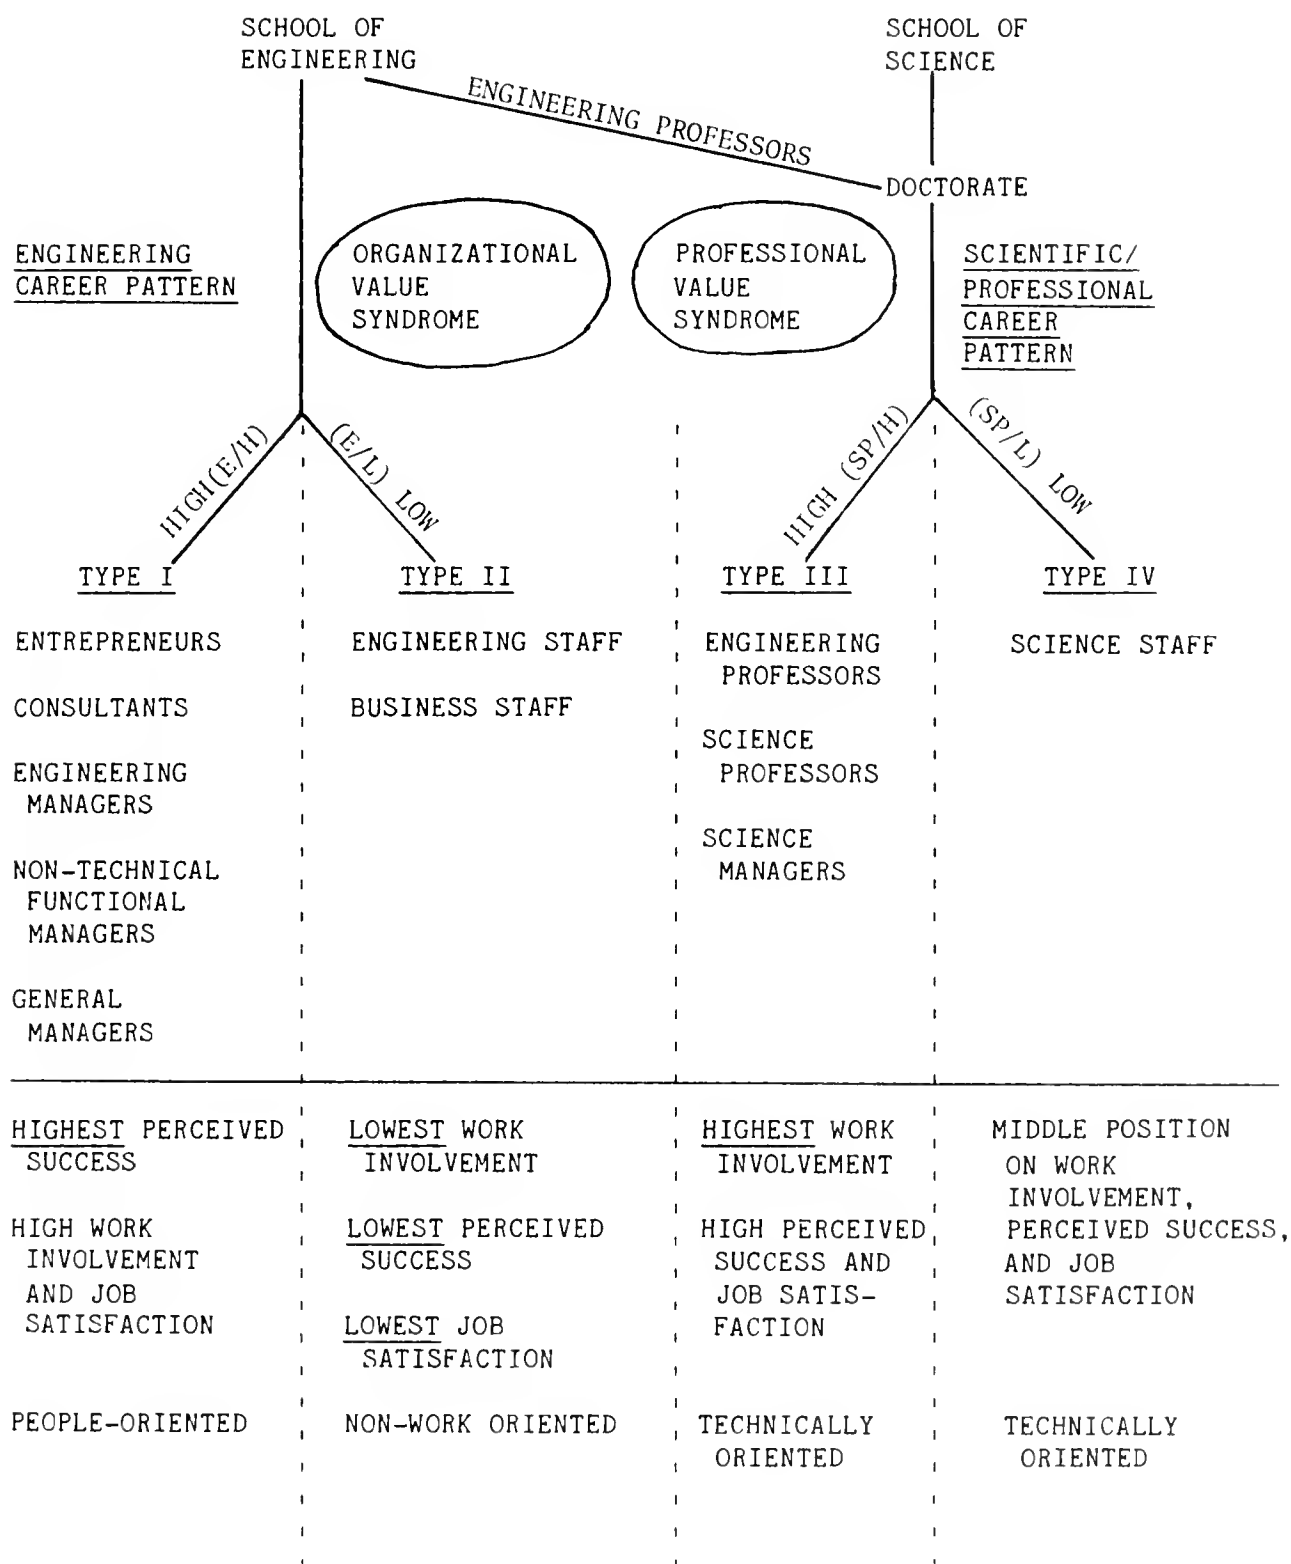 SCHOOL OF
ENGINEERING
SCHOOL OF
SCIENCE
ENGINEERING PROFESSORS
DOCTORATE
ENGINEERING
CAREER PATTERN
ORGANIZATIONAL
VALUE
SYNDROME
PROFESSIONAL
VALUE
SYNDROME
SCIENTIFIC/
PROFESSIONAL
CAREER
PATTERN
HIGH(E/H)
(E/L) LOW
HIGH (SP/H)
(SP/L) LOW
TYPE I
ENTREPRENEURS
CONSULTANTS
ENGINEERING
MANAGERS
NON-TECHNICAL
FUNCTIONAL
MANAGERS
GENERAL
MANAGERS
TYPE II
ENGINEERING STAFF
BUSINESS STAFF
TYPE III
ENGINEERING
PROFESSORS
SCIENCE
PROFESSORS
SCIENCE
MANAGERS
TYPE IV
SCIENCE STAFF
HIGHEST PERCEIVED
SUCCESS
HIGH WORK
INVOLVEMENT
AND JOB
SATISFACTION
PEOPLE-ORIENTED
LOWEST WORK
INVOLVEMENT
LOWEST PERCEIVED
SUCCESS
LOWEST JOB
SATISFACTION
NON-WORK ORIENTED
HIGHEST WORK
INVOLVEMENT
HIGH PERCEIVED
SUCCESS AND
JOB SATIS-
FACTION
TECHNICALLY
ORIENTED
MIDDLE POSITION
ON WORK
INVOLVEMENT,
PERCEIVED SUCCESS,
AND JOB
SATISFACTION
TECHNICALLY
ORIENTED